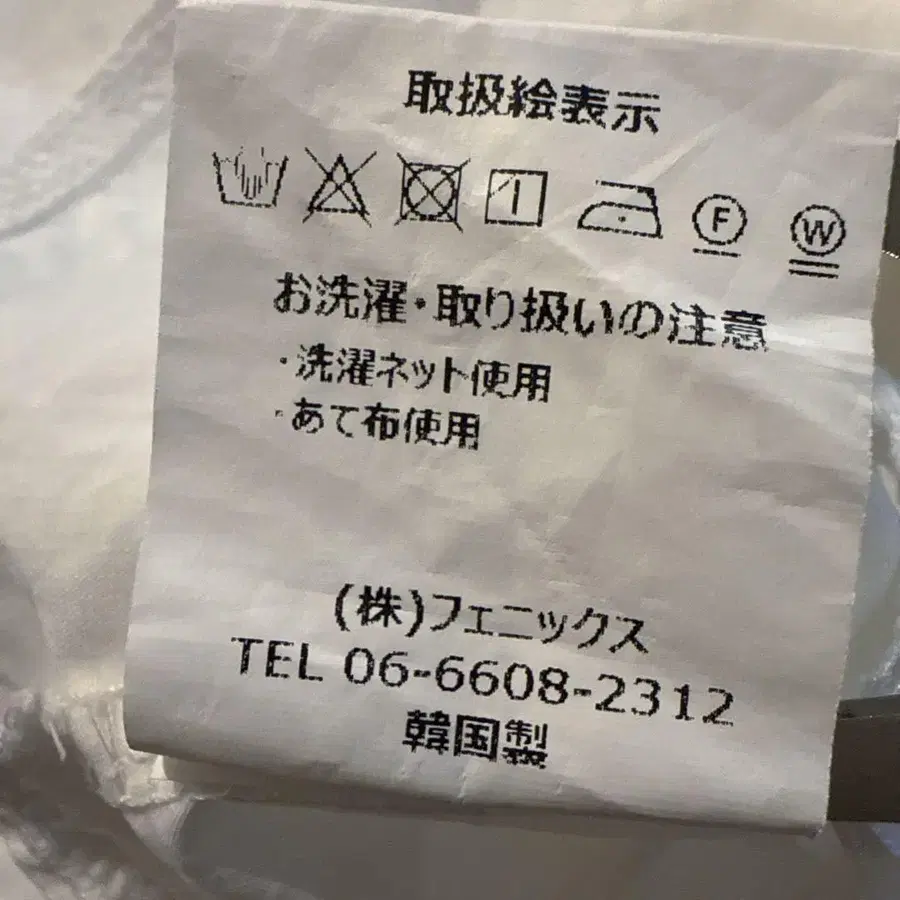 取扱絵表示
F W
お洗濯・取り扱いの注意
・洗濯ネット使用
・あて布使用
(株)フェニックス
TEL 06-6608-2312
韓国製